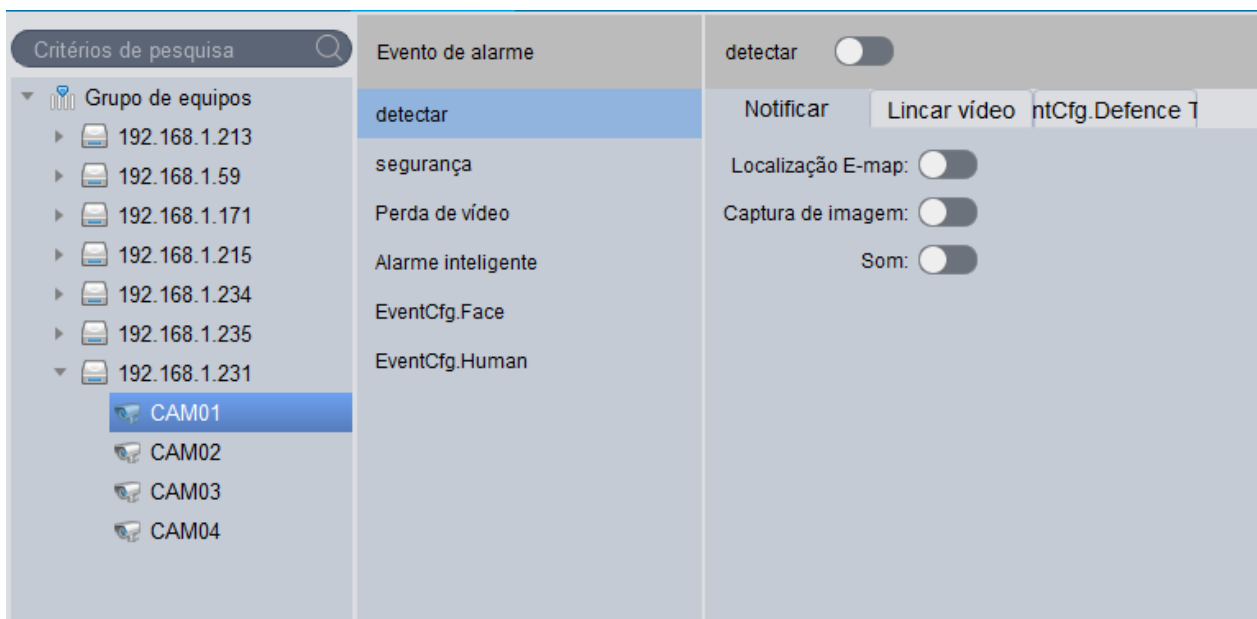 Critérios de pesquisa
Grupo de equipos
192.168.1.213
192.168.1.59
192.168.1.171
192.168.1.215
192.168.1.234
192.168.1.235
192.168.1.231
CAM01
CAM02
CAM03
CAM04
Evento de alarme
detectar
segurança
Perda de vídeo
Alarme inteligente
EventCfg.Face
EventCfg.Human
detectar
Notificar Lincar vídeo ntCfg.Defence T
Localização E-map:
Captura de imagem:
Som: